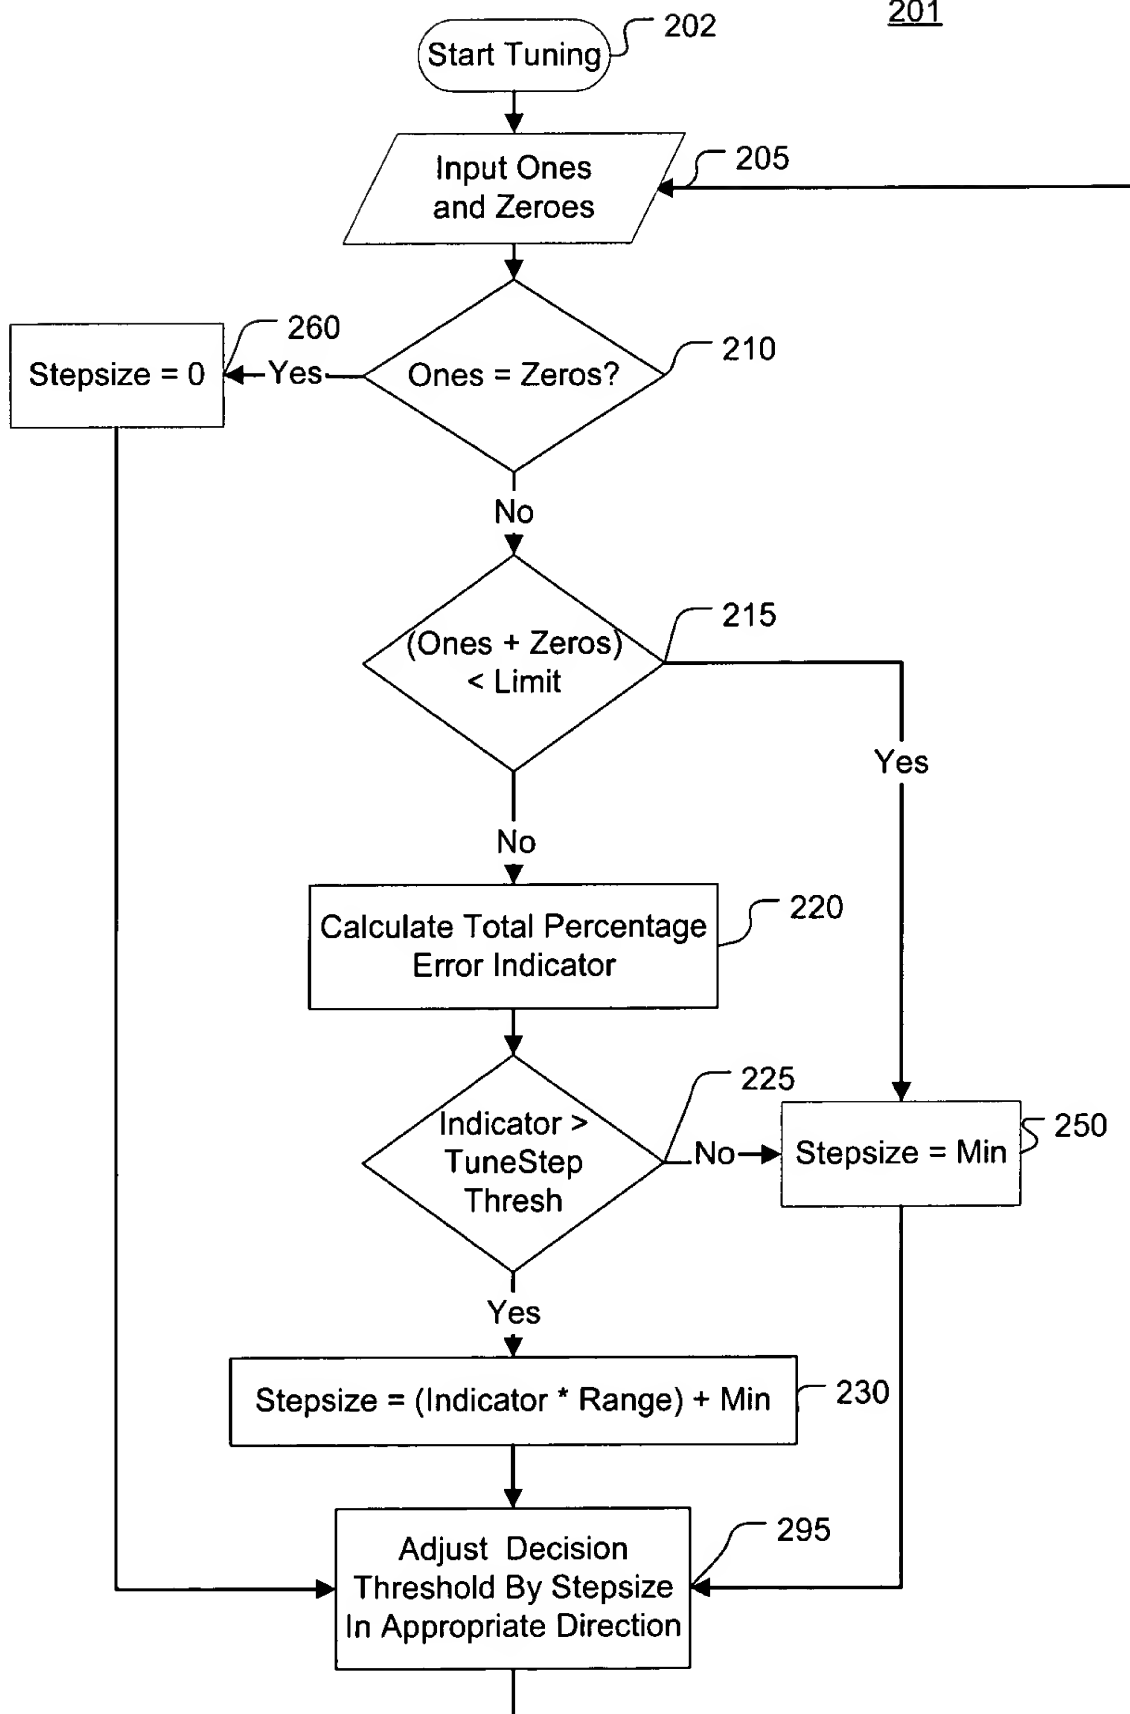 201
202
Start Tuning
205
Input Ones
and Zeroes
260
210
Stepsize = 0
Yes
Ones = Zeros?
No
215
(Ones + Zeros)
< Limit
Yes
No
220
Calculate Total Percentage
Error Indicator
225
Indicator >
TuneStep
Thresh
No
250
Stepsize = Min
Yes
230
Stepsize = (Indicator * Range) + Min
295
Adjust Decision
Threshold By Stepsize
In Appropriate Direction